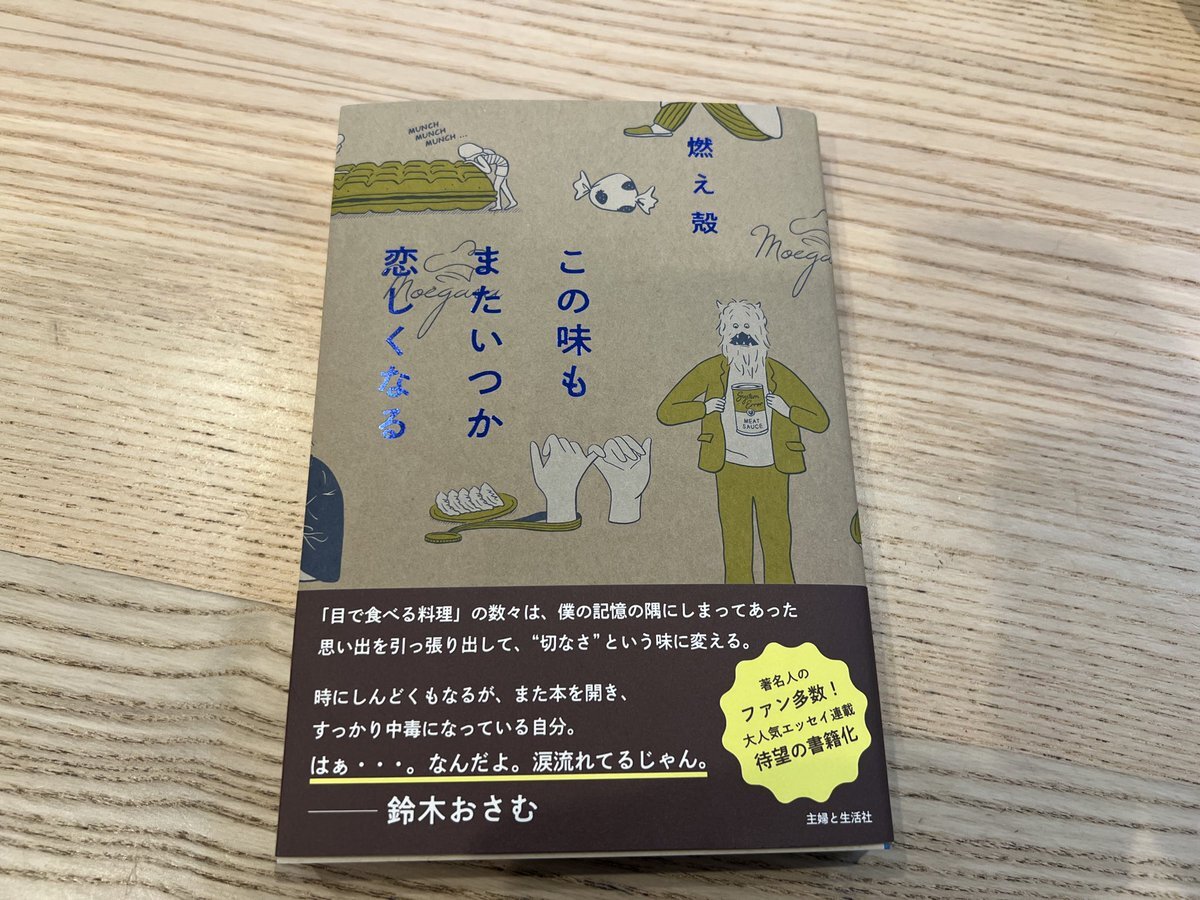 MUNCH
MUNCH
MUNCH ...
燃え殻
この味も
またいつか
恋しくなる
Moegara
System
Error
MEAT
SAUCE
「目で食べる料理」の数々は、僕の記憶の隅にしまってあった
思い出を引っ張り出して、“切なさ”という味に変える。
時にしんどくもなるが、また本を開き、
すっかり中毒になっている自分。
はぁ・・・。なんだよ。涙流れてるじゃん。
――― 鈴木おさむ
著名人の
ファン多数！
大人気エッセイ連載
待望の書籍化
主婦と生活社